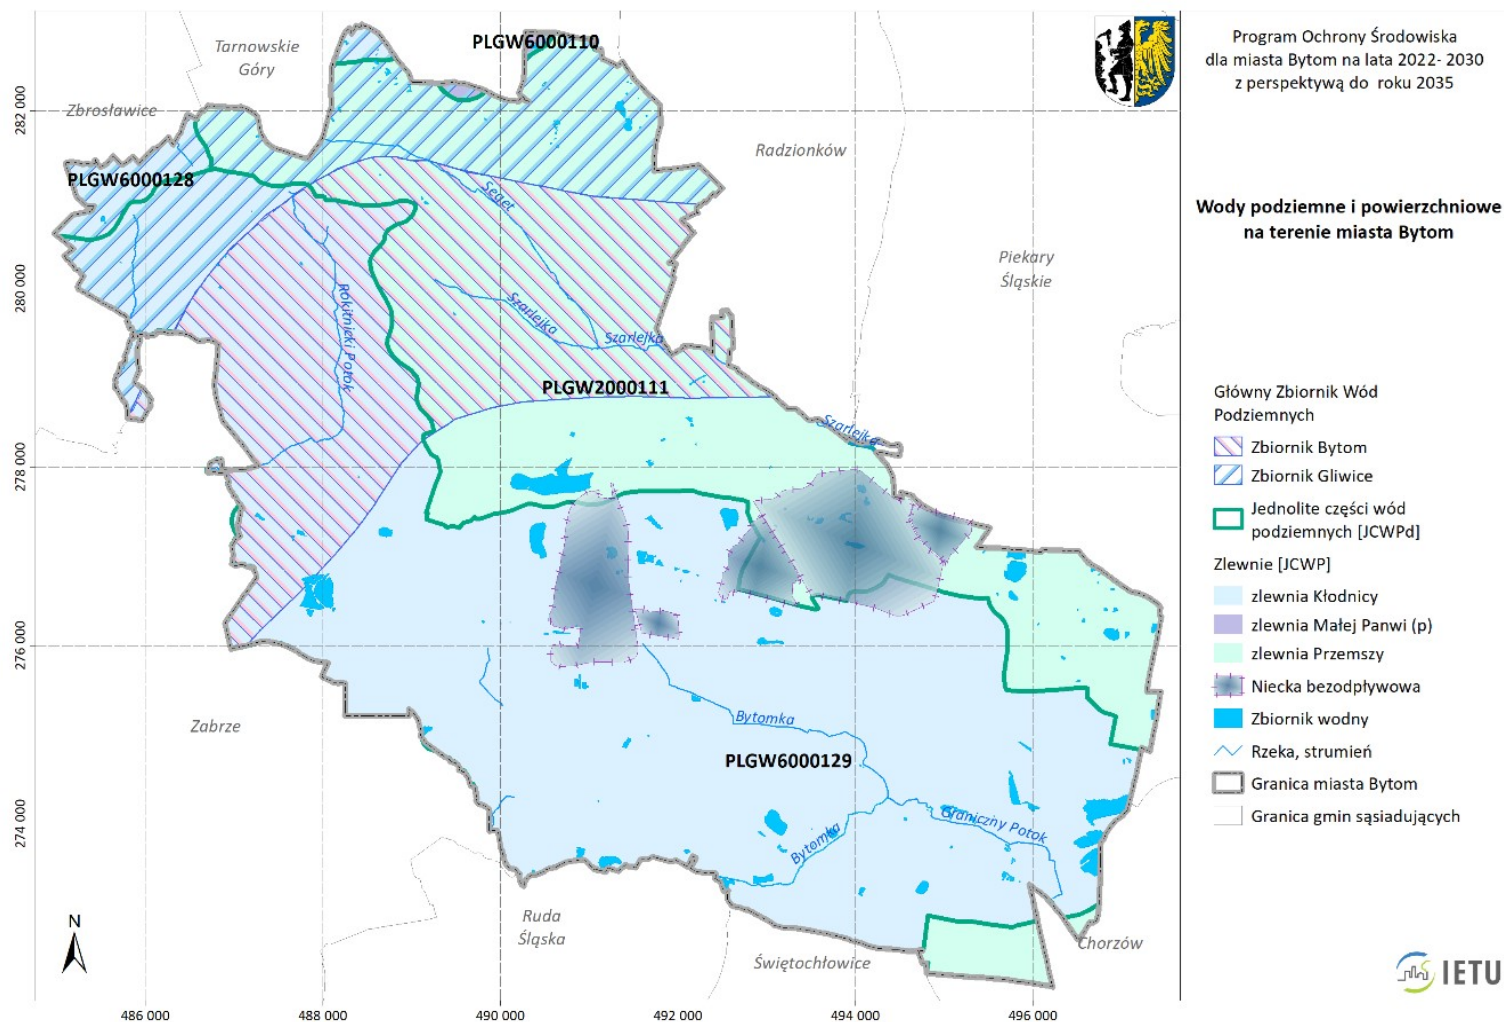 Program Ochrony Środowiska
dla miasta Bytom na lata 2022- 2030
z perspektywą do roku 2035
Wody podziemne i powierzchniowe
na terenie miasta Bytom
Główny Zbiornik Wód
Podziemnych
Zbiornik Bytom
Zbiornik Gliwice
Jednolite części wód
podziemnych [JCWPd]
Zlewnie [JCWP]
zlewnia Kłodnicy
zlewnia Małej Panwi (p)
zlewnia Przemszy
Niecka bezodpływowa
Zbiornik wodny
Rzeka, strumień
Granica miasta Bytom
Granica gmin sąsiadujących
IETU
Tarnowskie
Góry
PLGW6000110
Zbrosławice
Radzionków
PLGW6000128
Seget
Piekary
Śląskie
Rokitnicki Potok
Szarlejka
Szarlejka
PLGW2000111
Szarlejka
Zabrze
Bytomka
PLGW6000129
Graniczny Potok
Bytomka
Ruda
Śląska
Świętochłowice
Chorzów
N
282 000
280 000
278 000
276 000
274 000
486 000
488 000
490 000
492 000
494 000
496 000